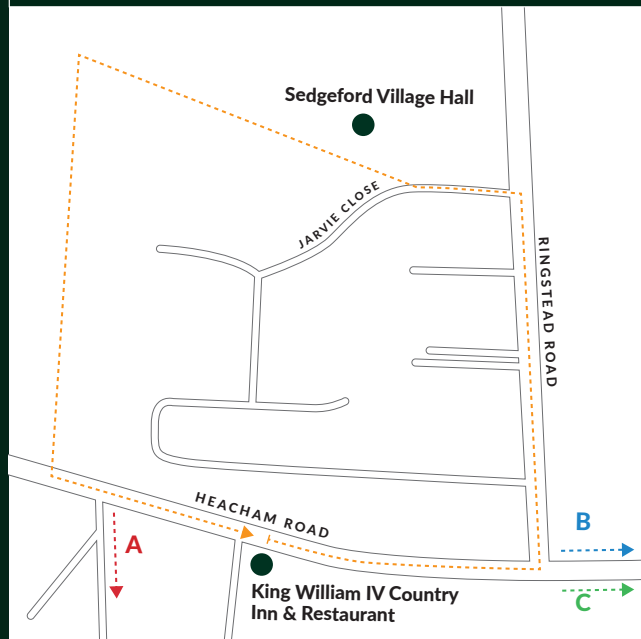 Sedgeford Village Hall
JARVIE CLOSE
RINGSTEAD ROAD
HEACHAM ROAD
B
A
King William IV Country
Inn & Restaurant
C